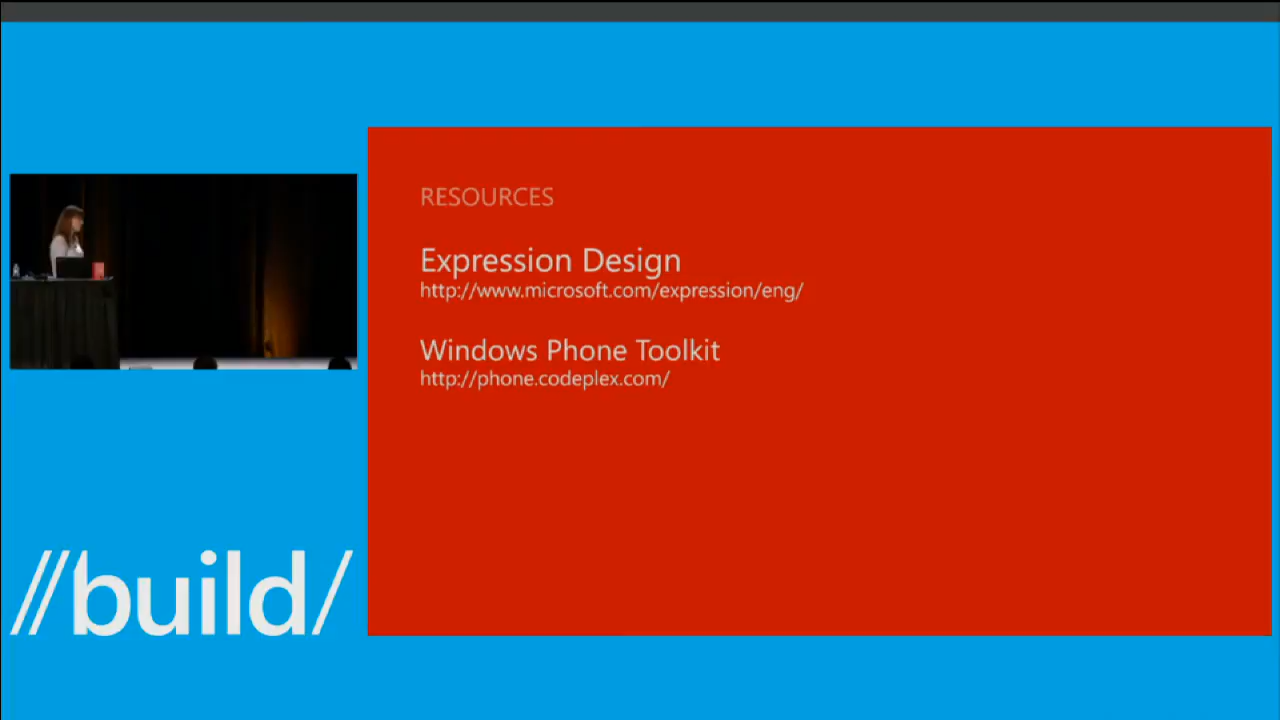 RESOURCES
Expression Design
http://www.microsoft.com/expression/eng/
Windows Phone Toolkit
http://phone.codeplex.com/
//build/